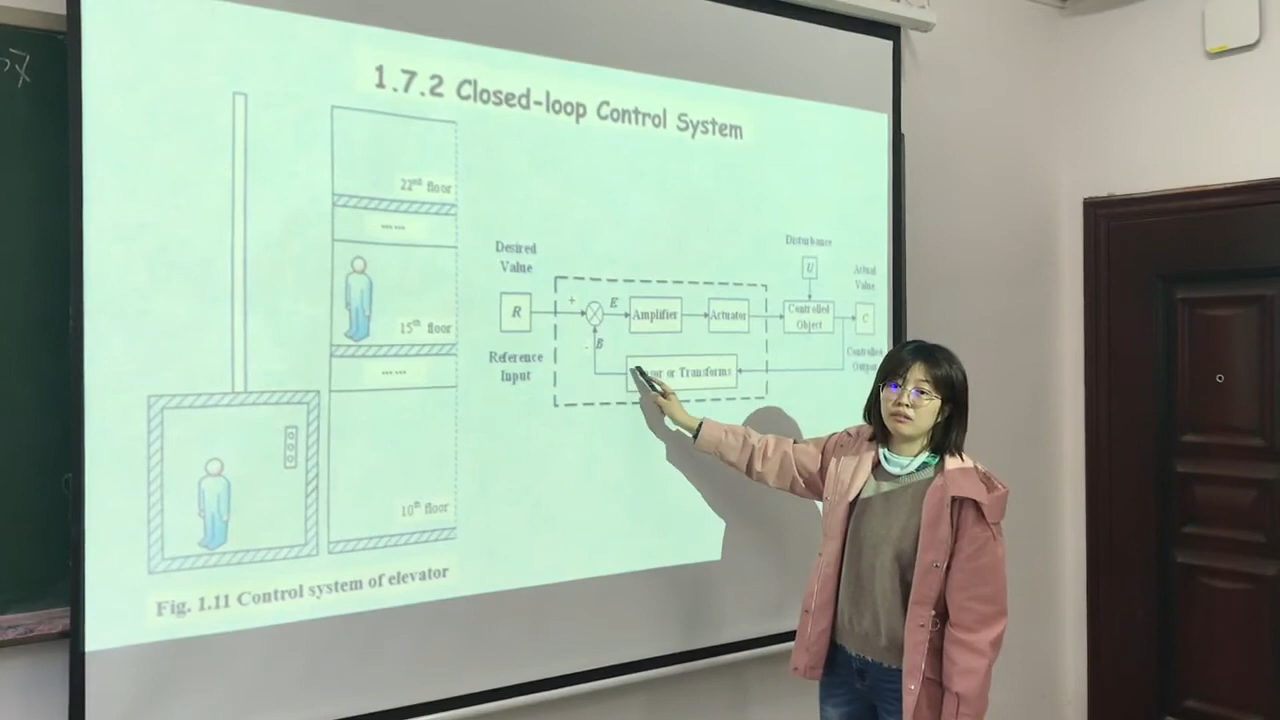 1.7.2 Closed-loop Control System
22nd floor
......
15th floor
......
10th floor
Fig. 1.11 Control system of elevator
Desired
Value
R
Reference
Input
+
-
E
B
Amplifier
Actuator
or Transforms
Disturbance
U
Controlled
Object
Actual
Value
C
Controlled
Output